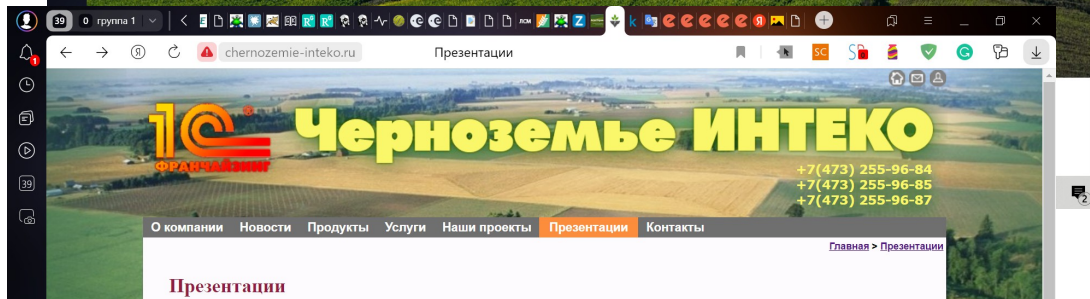 39 0 группа 1
1
chernozemie-inteko.ru Презентации
SC
1С
ФРАНЧАЙЗИНГ
Черноземье ИНТЕКО
+7(473) 255-96-84
+7(473) 255-96-85
+7(473) 255-96-87
39
2
О компании Новости Продукты Услуги Наши проекты Презентации Контакты
Главная > Презентации
Презентации